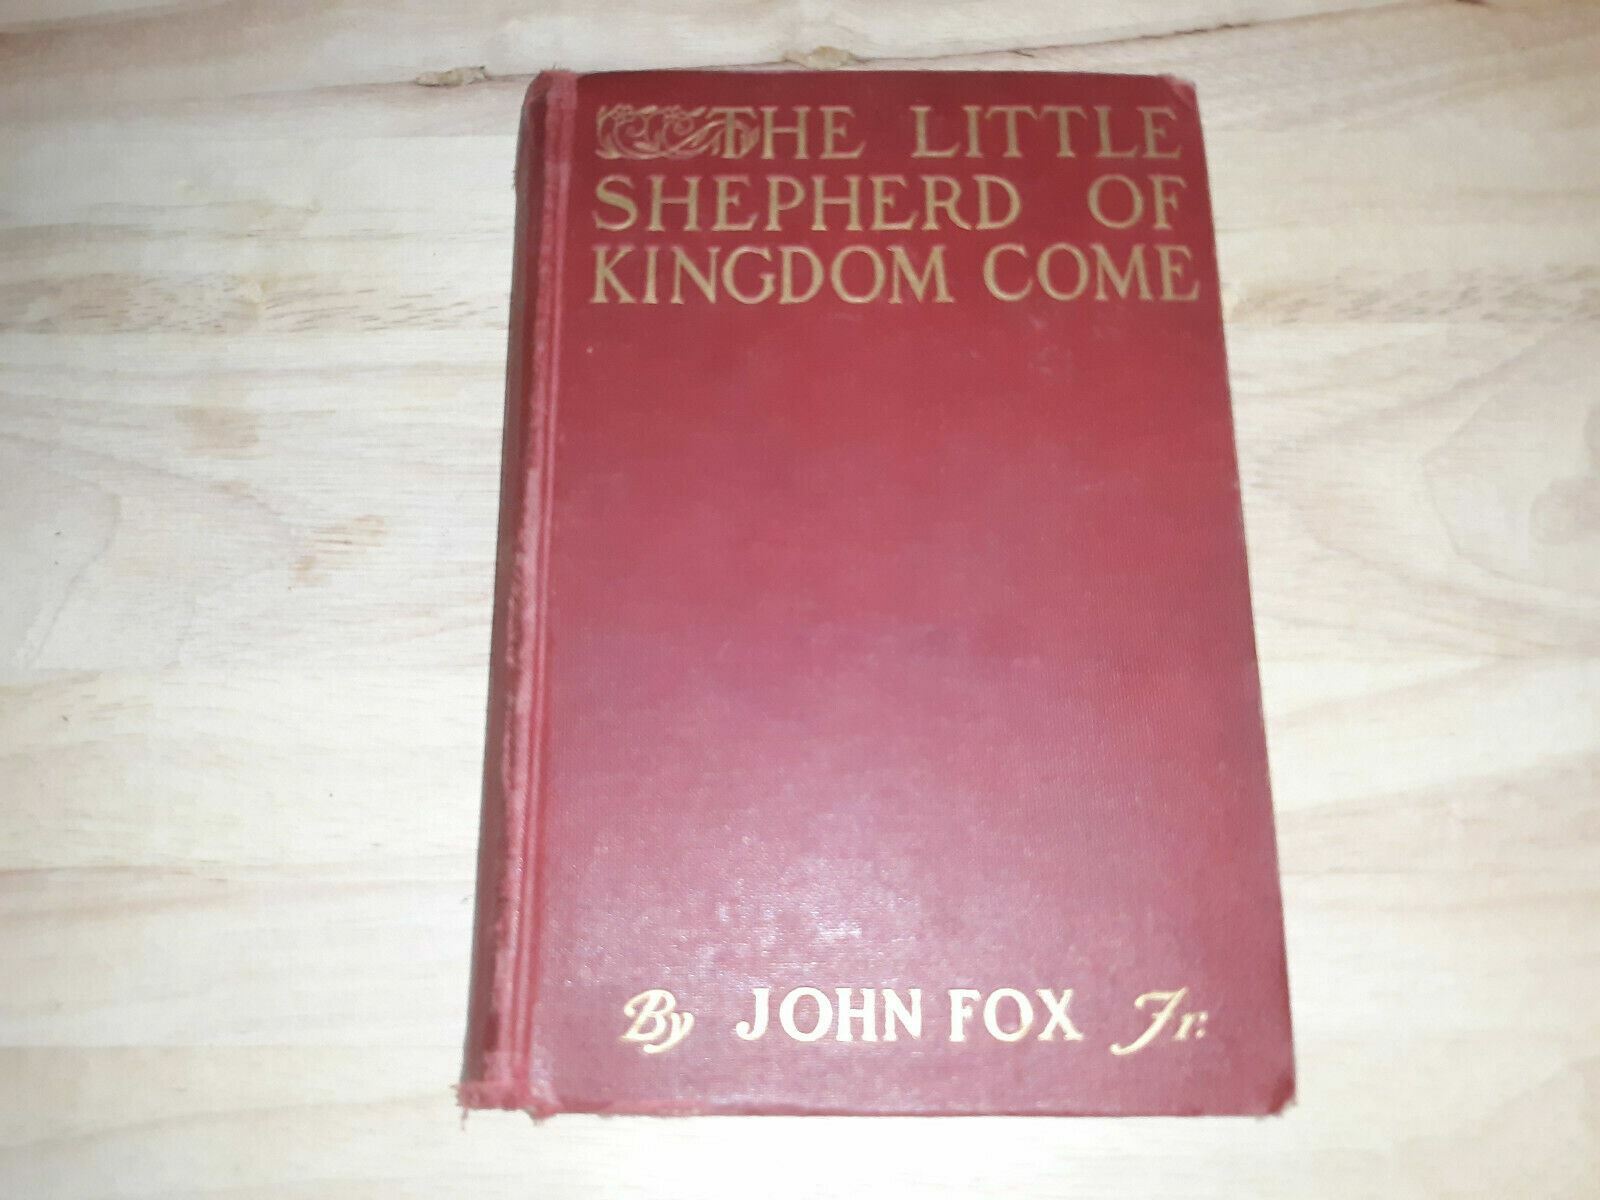 THE LITTLE
SHEPHERD OF
KINGDOM COME
By JOHN FOX Jr.